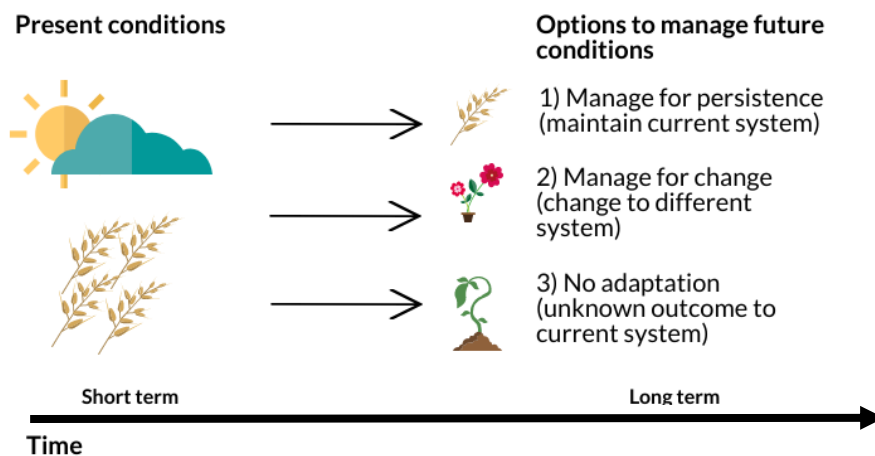 Present conditions
Options to manage future
conditions
1) Manage for persistence
(maintain current system)
2) Manage for change
(change to different
system)
3) No adaptation
(unknown outcome to
current system)
Short term
Long term
Time